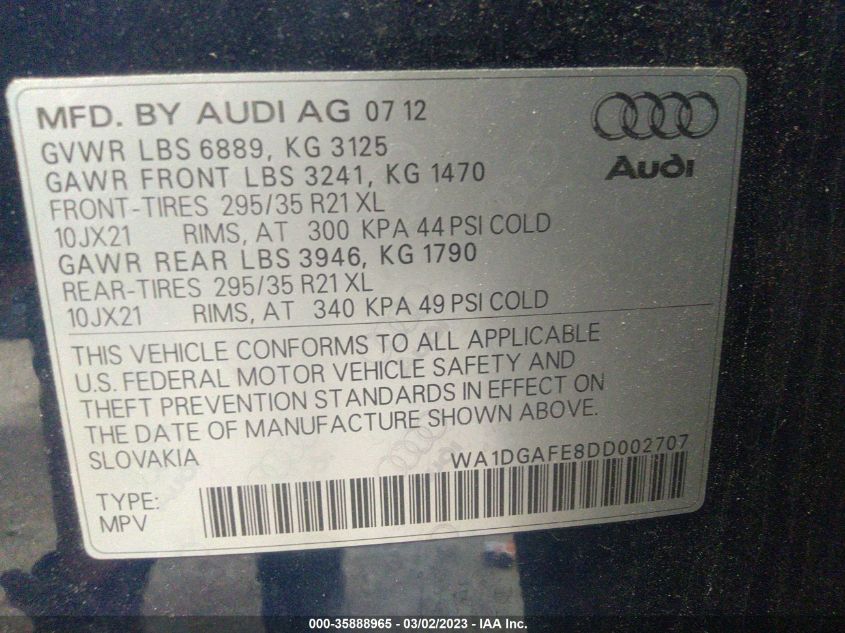 MFD. BY AUDI AG 07 12
Audi
GVWR LBS 6889, KG 3125
GAWR FRONT LBS 3241, KG 1470
FRONT-TIRES 295/35 R21 XL
10JX21 RIMS, AT 300 KPA 44 PSI COLD
GAWR REAR LBS 3946, KG 1790
REAR-TIRES 295/35 R21 XL
10JX21 RIMS, AT 340 KPA 49 PSI COLD
THIS VEHICLE CONFORMS TO ALL APPLICABLE
U.S. FEDERAL MOTOR VEHICLE SAFETY AND
THEFT PREVENTION STANDARDS IN EFFECT ON
THE DATE OF MANUFACTURE SHOWN ABOVE.
SLOVAKIA WA1DGAFE8DD002707
TYPE:
MPV
000-35888965 - 03/02/2023 - IAA Inc.